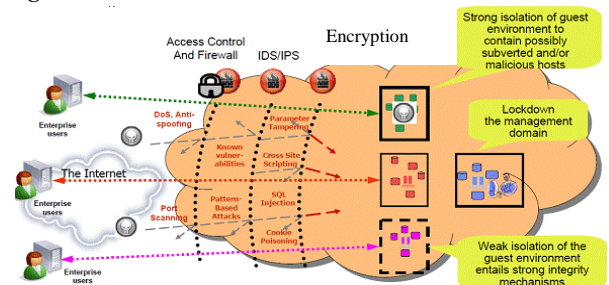 Access Control
And Firewall
IDS/IPS
Encryption
Strong isolation of guest
environment to
contain possibly
subverted and/or
malicious hosts
Enterprise
users
DoS, Anti-
spoofing
Parameter
Tampering
Lockdown
the management
domain
Known
vulner-
abilities
Cross Site
Scripting
The Internet
Enterprise
users
Port
Scanning
Pattern-
Based
Attacks
SQL
Injection
Cookie
Poisoning
Enterprise
users
Weak isolation of the
guest environment
entails strong integrity
mechanisms